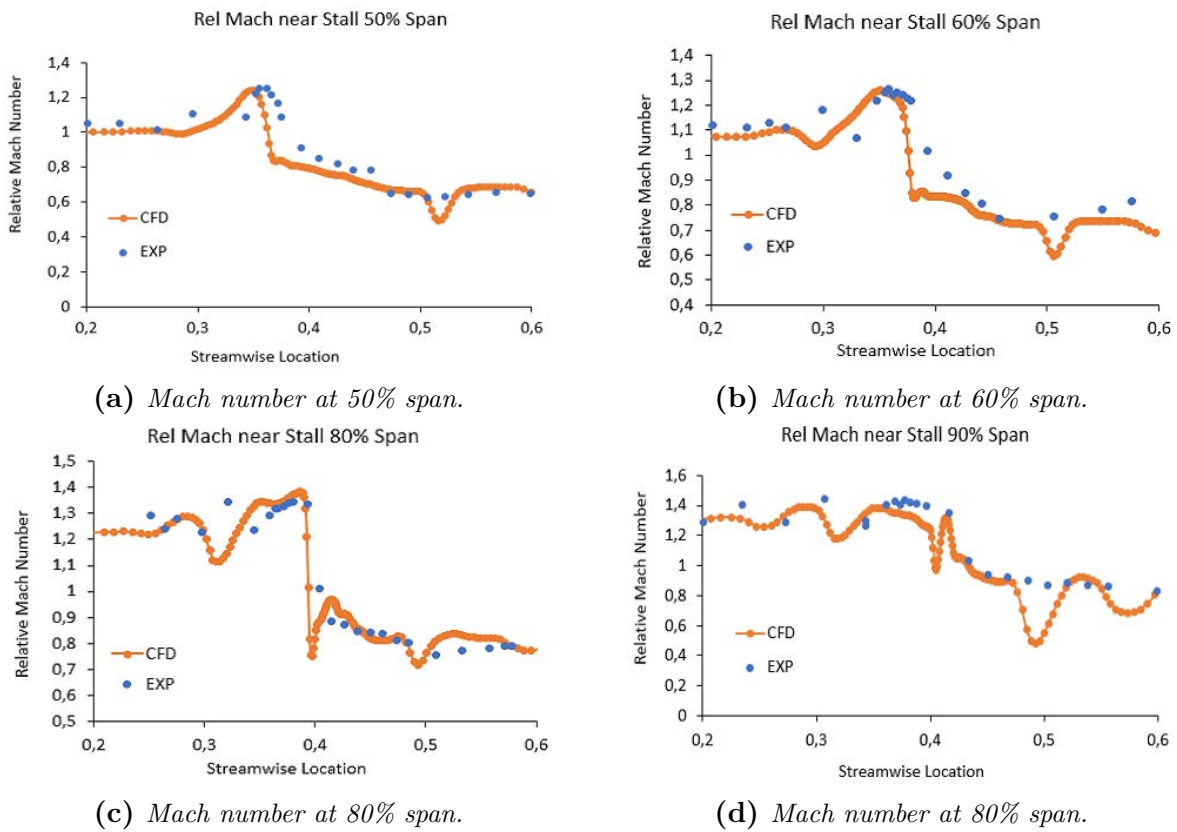 Rel Mach near Stall 50% Span
Relative Mach Number
1,4
1,2
1
0,8
0,6
0,4
0,2
0
0,2
0,3
0,4
0,5
0,6
CFD
EXP
Streamwise Location
(a) Mach number at 50% span.
Rel Mach near Stall 60% Span
Relative Mach Number
1,4
1,3
1,2
1,1
1
0,9
0,8
0,7
0,6
0,5
0,4
0,2
0,3
0,4
0,5
0,6
CFD
EXP
Streamwise Location
(b) Mach number at 60% span.
Rel Mach near Stall 80% Span
Relative Mach Number
1,5
1,4
1,3
1,2
1,1
1
0,9
0,8
0,7
0,6
0,5
0,2
0,3
0,4
0,5
0,6
CFD
EXP
Streamwise Location
(c) Mach number at 80% span.
Rel Mach near Stall 90% Span
Relative Mach Number
1,6
1,4
1,2
1
0,8
0,6
0,4
0,2
0
0,2
0,3
0,4
0,5
0,6
CFD
EXP
Streamwise Location
(d) Mach number at 80% span.